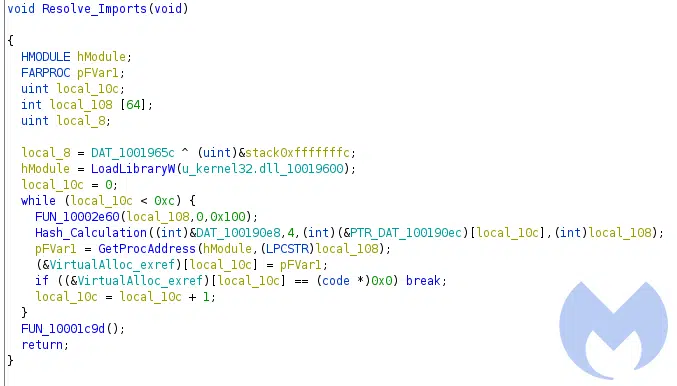 void Resolve_Imports(void)
{
HMODULE hModule;
FARPROC pFVar1;
uint local_10c;
int local_108 [64];
uint local_8;
local_8 = DAT_1001965c ^ (uint)&stack0xfffffffc;
hModule = LoadLibraryW(u_kernel32.dll_10019600);
local_10c = 0;
while (local_10c < 0xc) {
FUN_10002e60(local_108,0,0x100);
Hash_Calculation((int)&DAT_100190e8,4,(int)(&PTR_DAT_100190ec)[local_10c],(int)local_108);
pFVar1 = GetProcAddress(hModule,(LPCSTR)local_108);
(&VirtualAlloc_exref)[local_10c] = pFVar1;
if ((&VirtualAlloc_exref)[local_10c] == (code *)0x0) break;
local_10c = local_10c + 1;
}
FUN_10001c9d();
return;
}